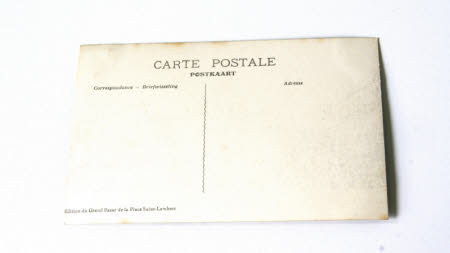 CARTE POSTALE
POSTKAART
Correspondance – Briefwisseling
Adresse
Edition du Grand Bazar de la Place Saint-Lambert